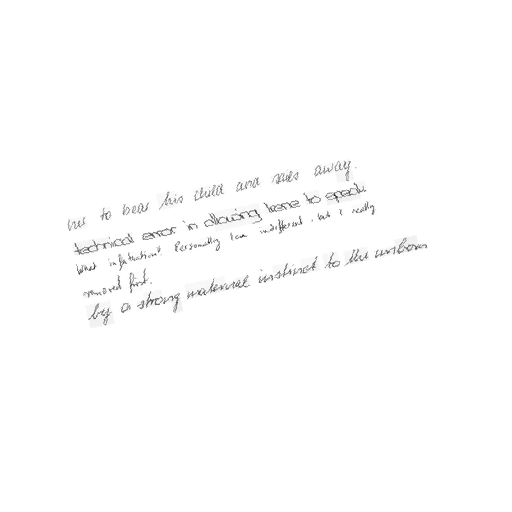 her to bear his child and sails away.
technical error in allowing Irene to speak
What infatuation! Personally I am indifferent, but I really
removed first.
by a strong maternal instinct to the unborn